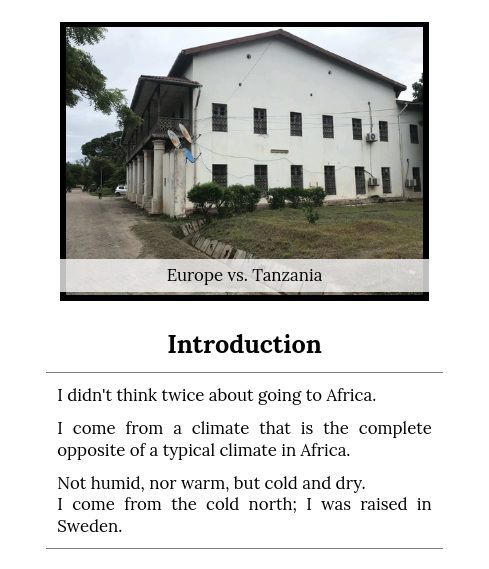 Europe vs. Tanzania
Introduction
I didn't think twice about going to Africa.
I come from a climate that is the complete
opposite of a typical climate in Africa.
Not humid, nor warm, but cold and dry.
I come from the cold north; I was raised in
Sweden.